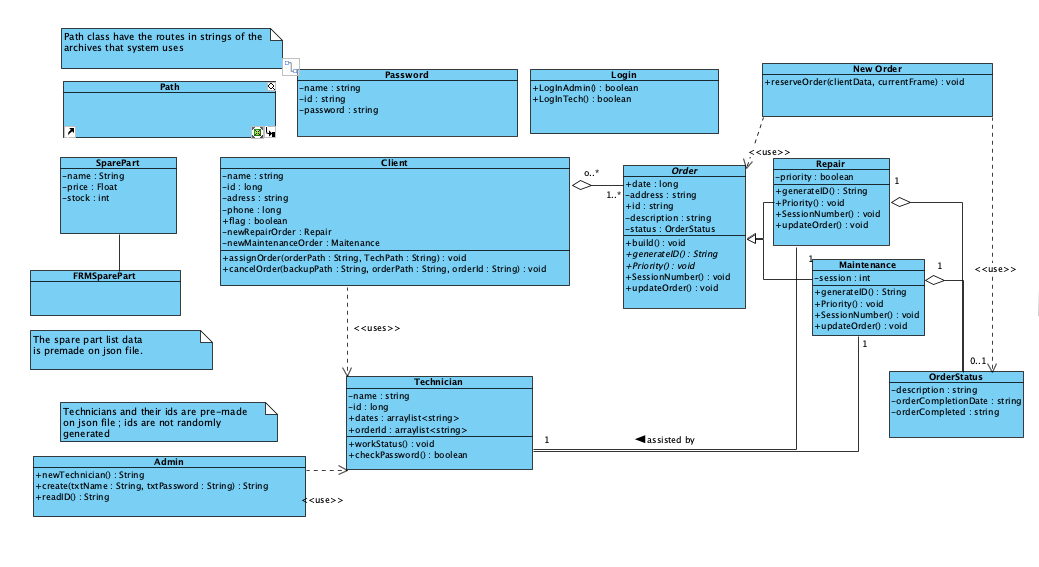 Path class have the routes in strings of the
archives that system uses
Path
Password
-name : string
-id : string
-password : string
Login
+LogInAdmin() : boolean
+LogInTech() : boolean
New Order
+reserveOrder(clientData, currentFrame) : void
<<use>>
SparePart
-name : String
-price : Float
-stock : int
Client
-name : string
-id : long
-adress : string
-phone : long
+flag : boolean
-newRepairOrder : Repair
-newMaintenanceOrder : Maitenance
+assignOrder(orderPath : String, TechPath : String) : void
+cancelOrder(backupPath : String, orderPath : String, orderId : String) : void
o..*
1..*
Order
+date : long
-address : string
+id : string
-description : string
-status : OrderStatus
+build() : void
+generateID() : String
+Priority() : void
+SessionNumber() : void
+updateOrder() : void
Repair
-priority : boolean
+generateID() : String
+Priority() : void
+SessionNumber() : void
+updateOrder() : void
1
1
Maintenance
-session : int
+generateID() : String
+Priority() : void
+SessionNumber() : void
+updateOrder() : void
1
1
<<use>>
0..1
FRMSparePart
The spare part list data
is premade on json file.
<<uses>>
OrderStatus
-description : string
-orderCompletionDate : string
-orderCompleted : string
Technician
-name : string
-id : long
+dates : arraylist<string>
+orderId : arraylist<string>
+workStatus() : void
+checkPassword() : boolean
1
assisted by
Technicians and their ids are pre-made
on json file ; ids are not randomly
generated
Admin
+newTechnician() : String
+create(txtName : String, txtPassword : String) : String
+readID() : String
<<use>>